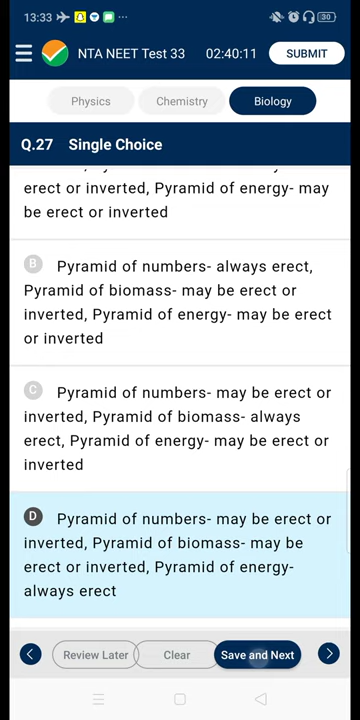 13:33
30
NTA NEET Test 33
02:40:11
SUBMIT
Physics
Chemistry
Biology
Q.27 Single Choice
erect or inverted, Pyramid of energy- may
be erect or inverted
B Pyramid of numbers- always erect,
Pyramid of biomass- may be erect or
inverted, Pyramid of energy- may be erect
or inverted
C Pyramid of numbers- may be erect or
inverted, Pyramid of biomass- always
erect, Pyramid of energy- may be erect or
inverted
D Pyramid of numbers- may be erect or
inverted, Pyramid of biomass- may be
erect or inverted, Pyramid of energy-
always erect
Review Later
Clear
Save and Next